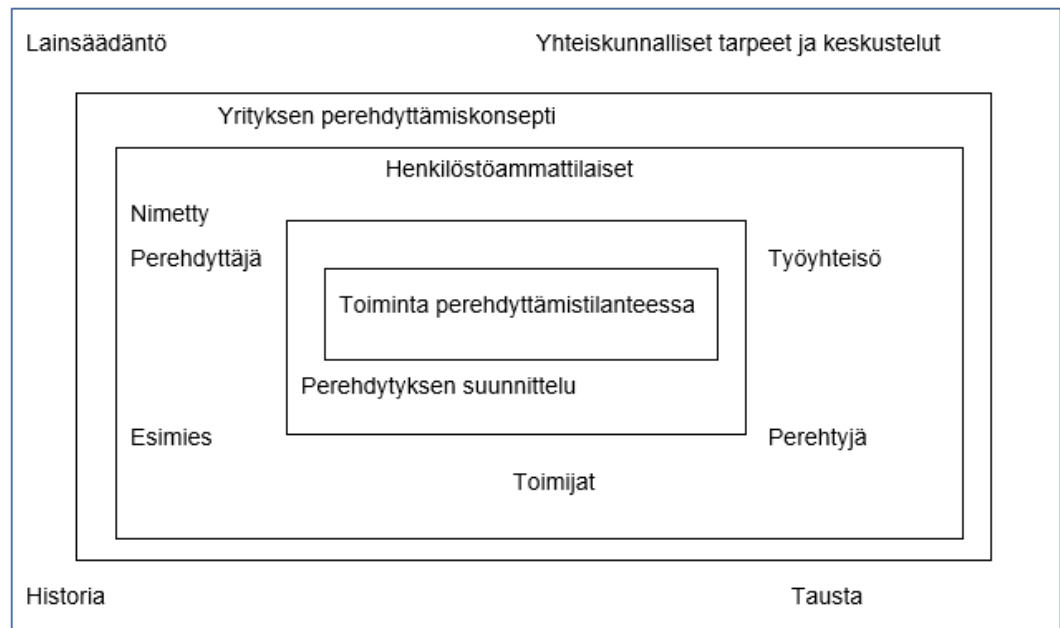 Lainsäädäntö
Yhteiskunnalliset tarpeet ja keskustelut
Yrityksen perehdyttämiskonsepti
Henkilöstöammattilaiset
Nimetty
Perehdyttäjä
Työyhteisö
Toiminta perehdyttämistilanteessa
Perehdytyksen suunnittelu
Esimies
Perehtyjä
Toimijat
Historia
Tausta